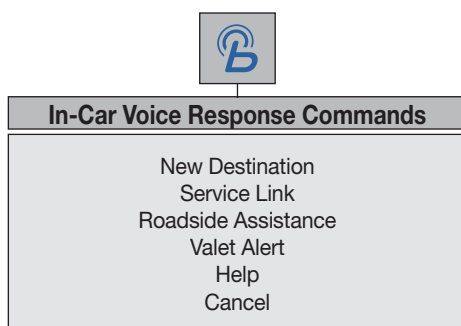 In-Car Voice Response Commands
New Destination
Service Link
Roadside Assistance
Valet Alert
Help
Cancel